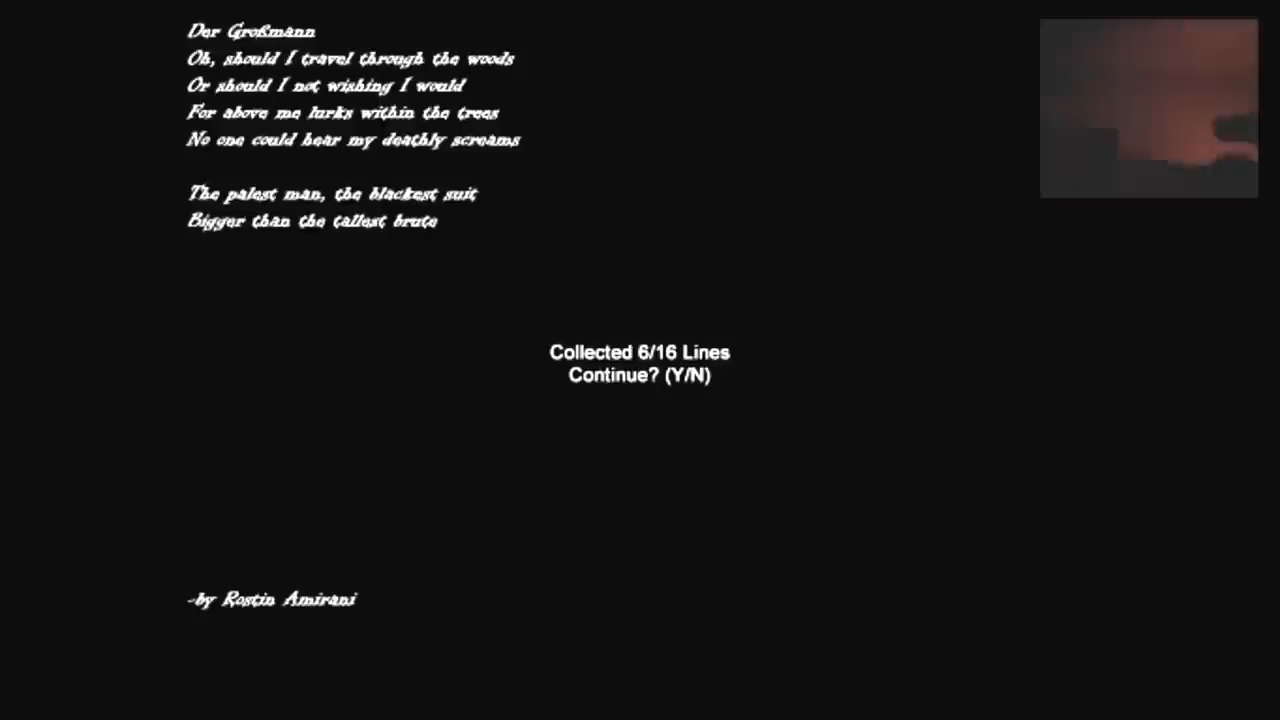 Der Großmann
Oh, should I travel through the woods
Or should I not wishing I would
For above me lurks within the trees
No one could hear my deathly screams
The palest man, the blackest suit
Bigger than the tallest brute
Collected 6/16 Lines
Continue? (Y/N)
-by Rostin Amirani